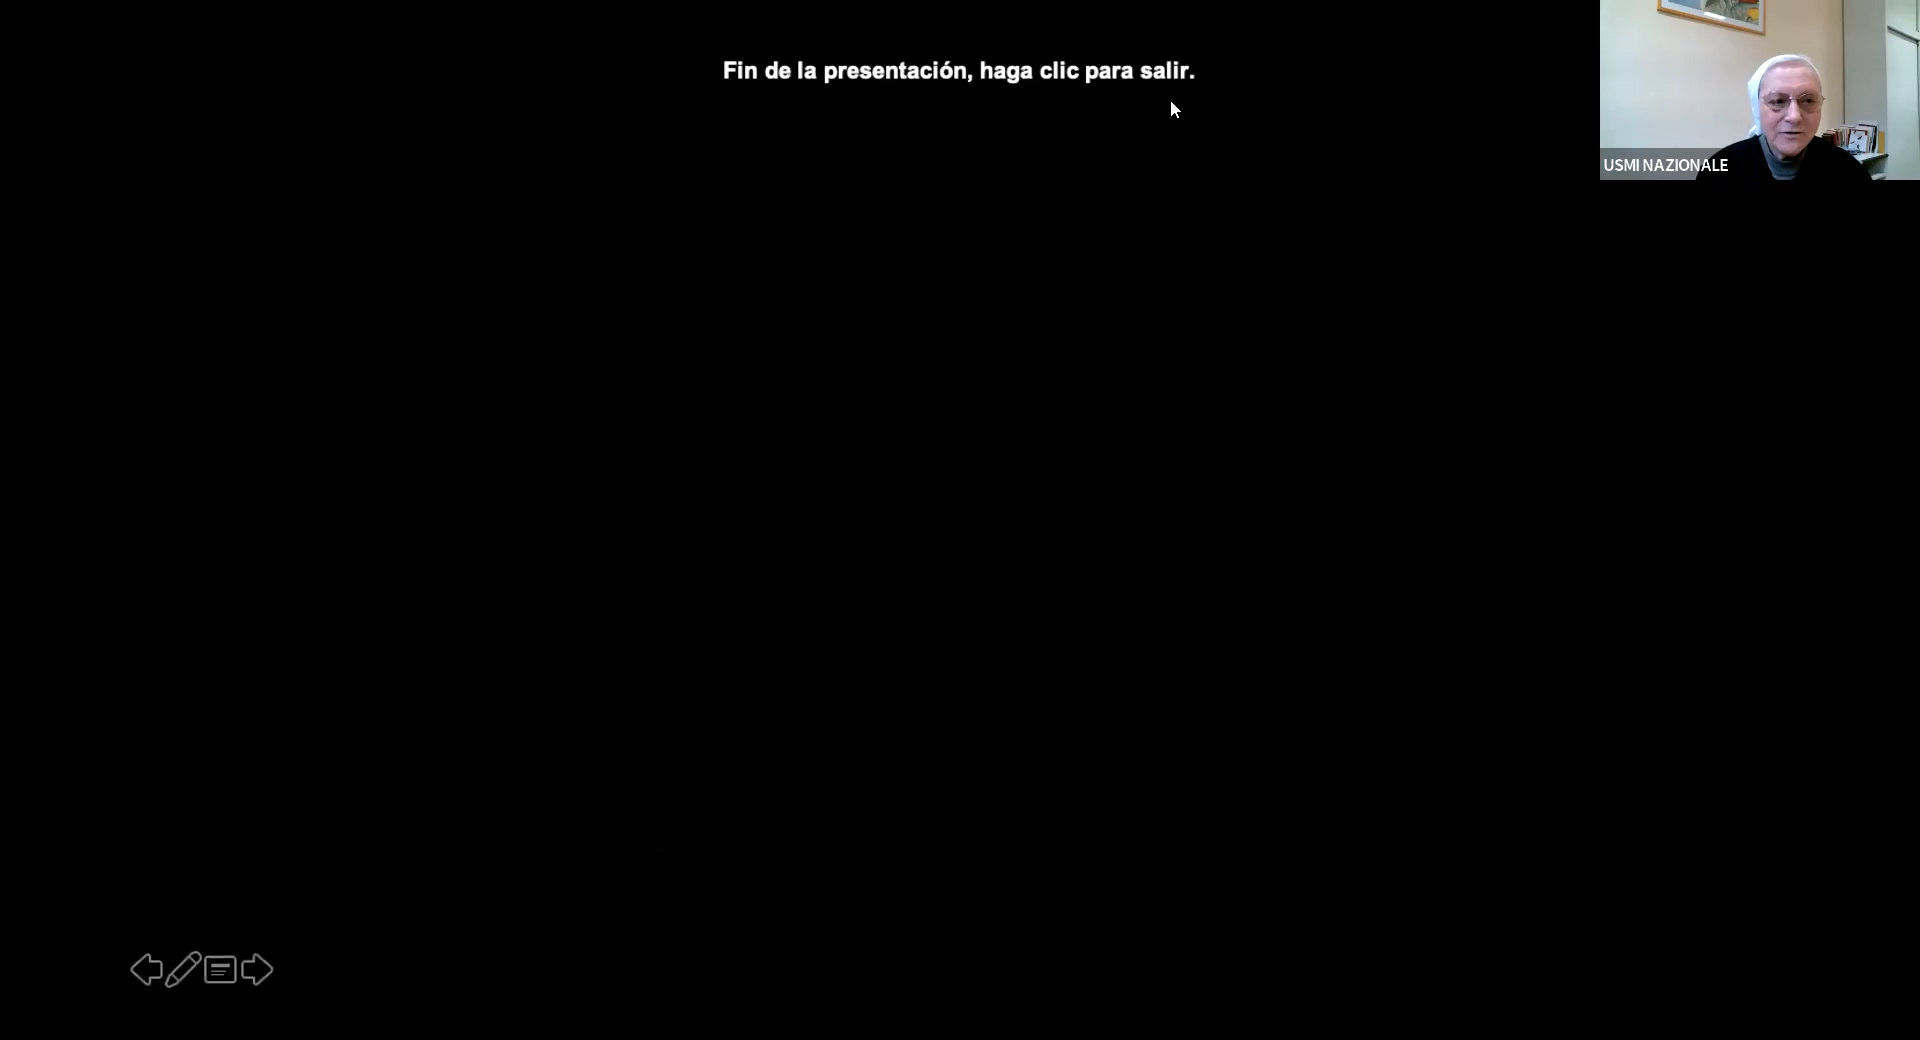 Fin de la presentación, haga clic para salir.
USMI NAZIONALE